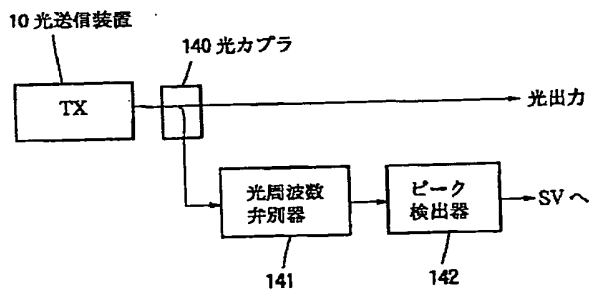 10 光送信装置
140 光カプラ
TX
光出力
光周波数
弁別器
ピーク
検出器
SVへ
141
142